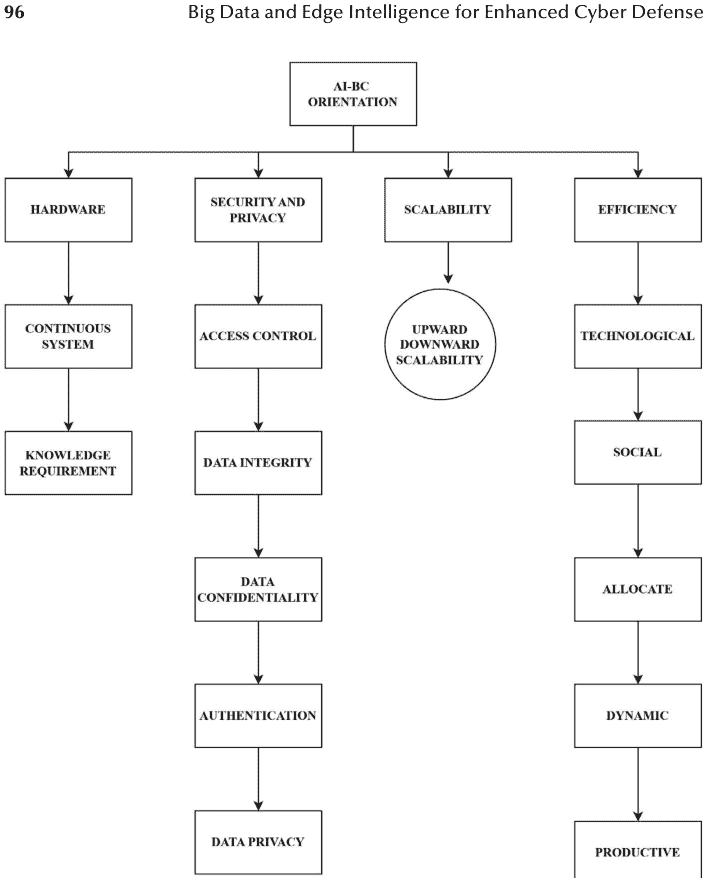 96 Big Data and Edge Intelligence for Enhanced Cyber Defense
AI-BC
ORIENTATION
HARDWARE
SECURITY AND
PRIVACY
SCALABILITY
EFFICIENCY
CONTINUOUS
SYSTEM
ACCESS CONTROL
UPWARD
DOWNWARD
SCALABILITY
TECHNOLOGICAL
KNOWLEDGE
REQUIREMENT
DATA INTEGRITY
SOCIAL
DATA
CONFIDENTIALITY
ALLOCATE
AUTHENTICATION
DYNAMIC
DATA PRIVACY
PRODUCTIVE